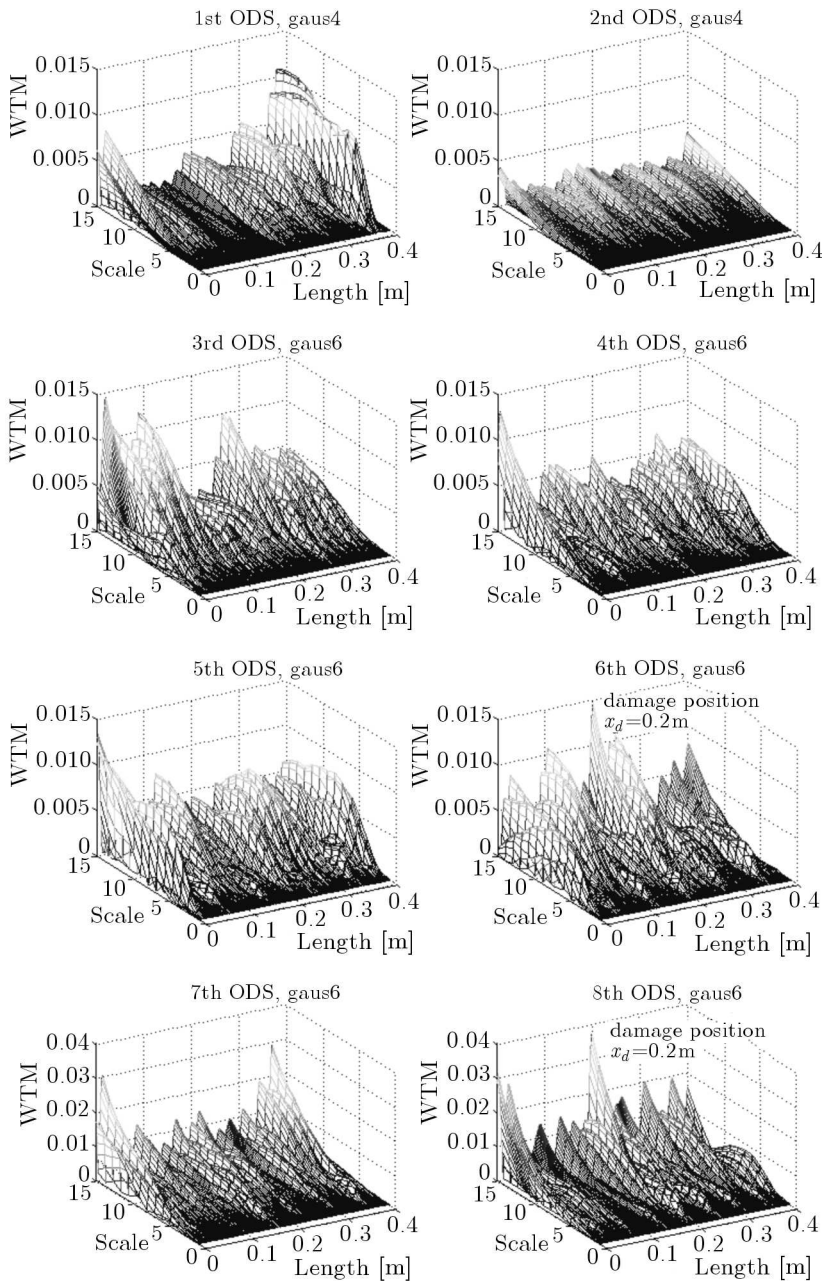 1st ODS, gaus4
WTM
0.015
0.010
0.005
0
15
10
5
0
Scale
0
0.1
0.2
0.3
0.4
Length [m]
2nd ODS, gaus4
WTM
0.015
0.010
0.005
0
15
10
5
0
Scale
0
0.1
0.2
0.3
0.4
Length [m]
3rd ODS, gaus6
WTM
0.015
0.010
0.005
0
15
10
5
0
Scale
0
0.1
0.2
0.3
0.4
Length [m]
4th ODS, gaus6
WTM
0.015
0.010
0.005
0
15
10
5
0
Scale
0
0.1
0.2
0.3
0.4
Length [m]
5th ODS, gaus6
WTM
0.015
0.010
0.005
0
15
10
5
0
Scale
0
0.1
0.2
0.3
0.4
Length [m]
6th ODS, gaus6
damage position
x_d=0.2m
WTM
0.015
0.010
0.005
0
15
10
5
0
Scale
0
0.1
0.2
0.3
0.4
Length [m]
7th ODS, gaus6
WTM
0.04
0.03
0.02
0.01
0
15
10
5
0
Scale
0
0.1
0.2
0.3
0.4
Length [m]
8th ODS, gaus6
damage position
x_d=0.2m
WTM
0.04
0.03
0.02
0.01
0
15
10
5
0
Scale
0
0.1
0.2
0.3
0.4
Length [m]